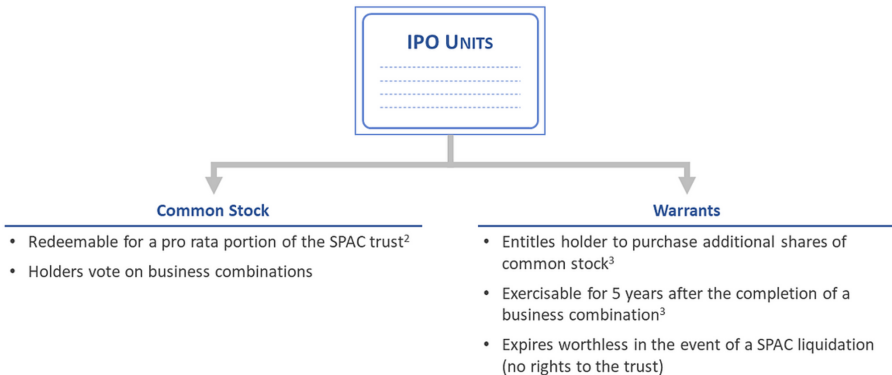 IPO UNITS
Common Stock
• Redeemable for a pro rata portion of the SPAC trust²
• Holders vote on business combinations
Warrants
• Entitles holder to purchase additional shares of
common stock³
• Exercisable for 5 years after the completion of a
business combination³
• Expires worthless in the event of a SPAC liquidation
(no rights to the trust)